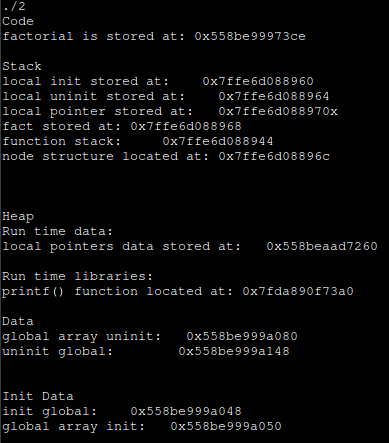 ./2
Code
factorial is stored at: 0x558be99973ce
Stack
local init stored at:    0x7ffe6d088960
local uninit stored at:    0x7ffe6d088964
local pointer stored at:   0x7ffe6d088970x
fact stored at: 0x7ffe6d088968
function stack:     0x7ffe6d088944
node structure located at: 0x7ffe6d08896c
Heap
Run time data:
local pointers data stored at:   0x558beaad7260
Run time libraries:
printf() function located at: 0x7fda890f73a0
Data
global array uninit:   0x558be999a080
uninit global:        0x558be999a148
Init Data
init global:    0x558be999a048
global array init:   0x558be999a050